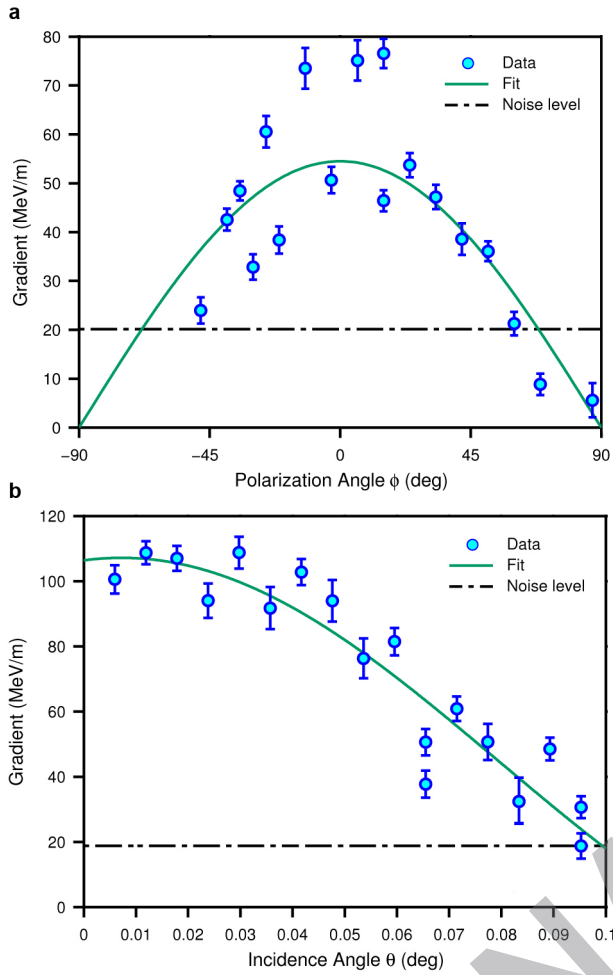 a
80
70
60
50
40
30
20
10
0
Gradient (MeV/m)
Data
Fit
Noise level
−90
−45
0
45
90
Polarization Angle ϕ (deg)
b
120
100
80
60
40
20
0
Gradient (MeV/m)
Data
Fit
Noise level
0
0.01
0.02
0.03
0.04
0.05
0.06
0.07
0.08
0.09
0.1
Incidence Angle θ (deg)